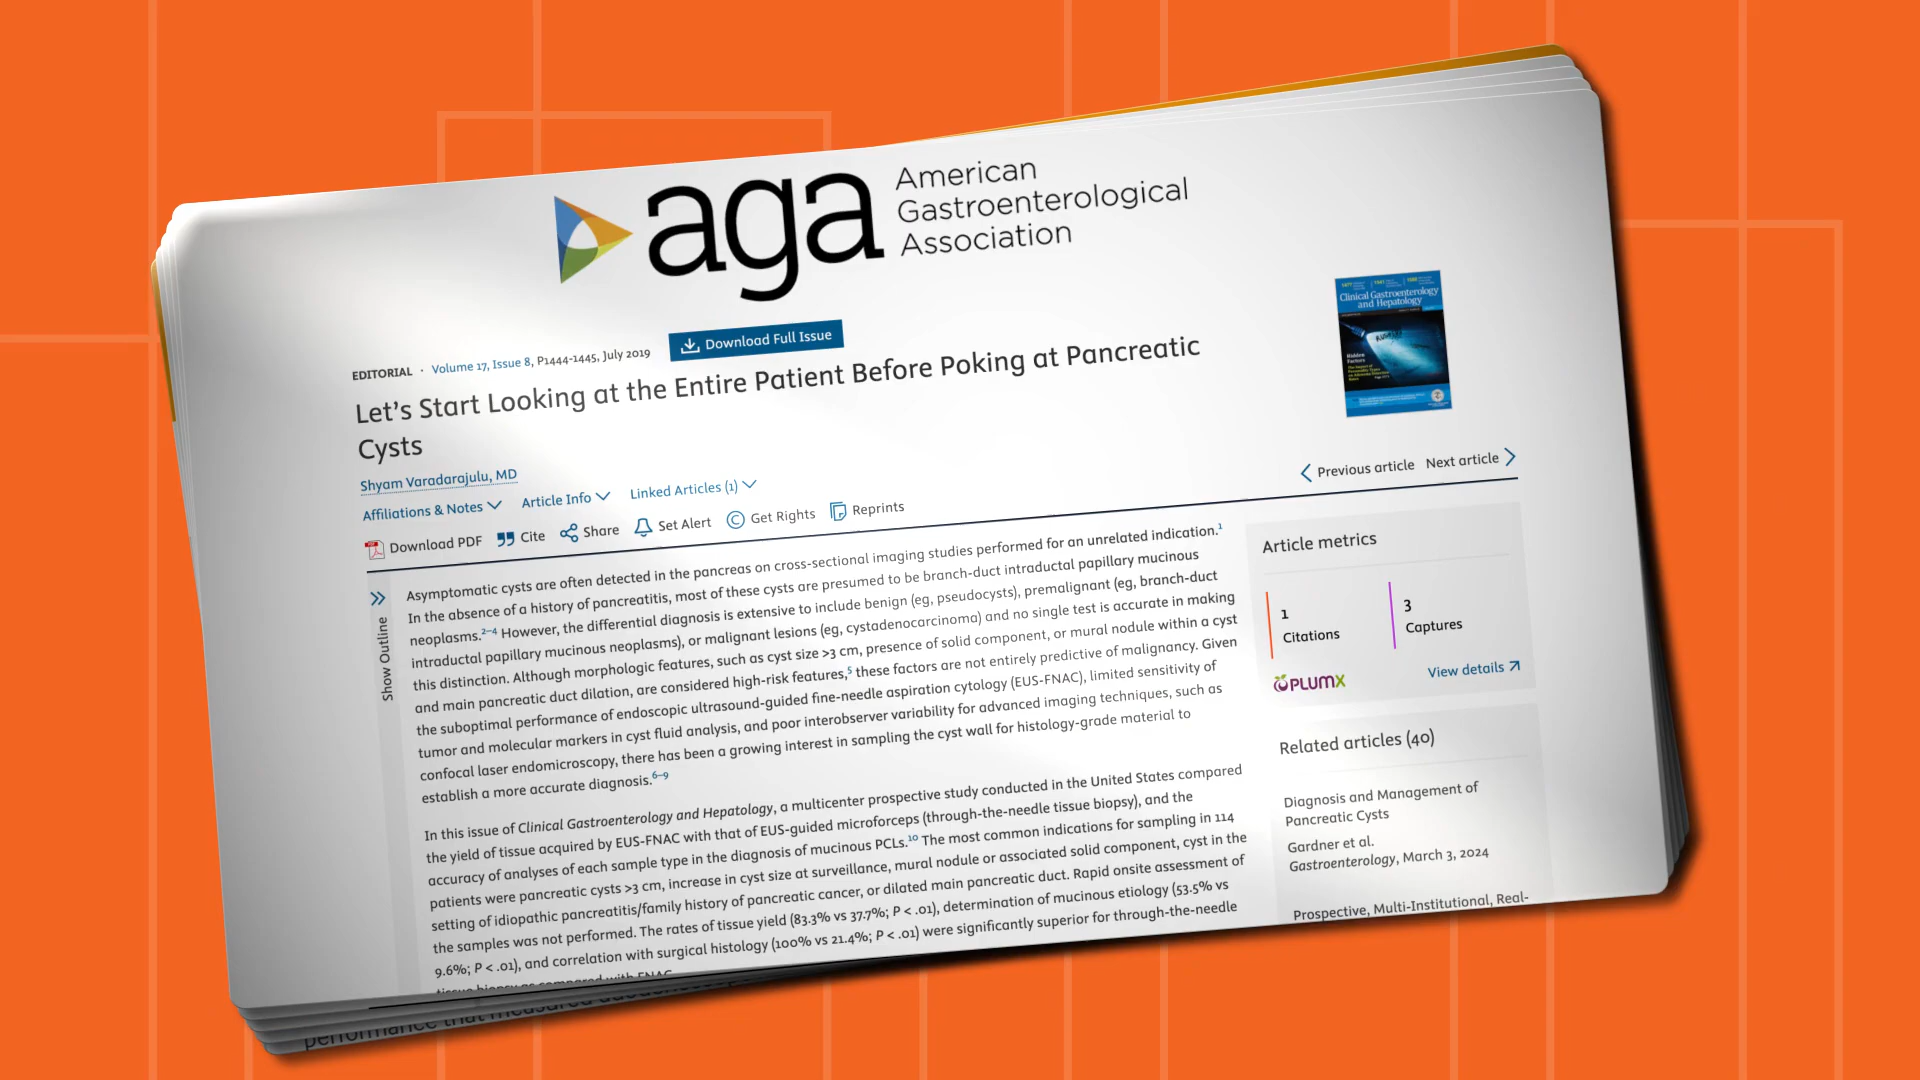 aga
American
Gastroenterological
Association
Clinical Gastroenterology
and Hepatology
EDITORIAL · Volume 17, Issue 8, P1444-1445, July 2019
Download Full Issue
Let's Start Looking at the Entire Patient Before Poking at Pancreatic
Cysts
Shyam Varadarajulu, MD
Affiliations & Notes Article Info Linked Articles (1)
Download PDF Cite Share Set Alert Get Rights Reprints
Previous article Next article
Show Outline
Asymptomatic cysts are often detected in the pancreas on cross-sectional imaging studies performed for an unrelated indication.1
In the absence of a history of pancreatitis, most of these cysts are presumed to be branch-duct intraductal papillary mucinous
neoplasms.2–4 However, the differential diagnosis is extensive to include benign (eg, pseudocysts), premalignant (eg, branch-duct
intraductal papillary mucinous neoplasms), or malignant lesions (eg, cystadenocarcinoma) and no single test is accurate in making
this distinction. Although morphologic features, such as cyst size >3 cm, presence of solid component, or mural nodule within a cyst
and main pancreatic duct dilation, are considered high-risk features,5 these factors are not entirely predictive of malignancy. Given
the suboptimal performance of endoscopic ultrasound-guided fine-needle aspiration cytology (EUS-FNAC), limited sensitivity of
tumor and molecular markers in cyst fluid analysis, and poor interobserver variability for advanced imaging techniques, such as
confocal laser endomicroscopy, there has been a growing interest in sampling the cyst wall for histology-grade material to
establish a more accurate diagnosis.6–9
In this issue of Clinical Gastroenterology and Hepatology, a multicenter prospective study conducted in the United States compared
the yield of tissue acquired by EUS-FNAC with that of EUS-guided microforceps (through-the-needle tissue biopsy), and the
accuracy of analyses of each sample type in the diagnosis of mucinous PCLs.10 The most common indications for sampling in 114
patients were pancreatic cysts >3 cm, increase in cyst size at surveillance, mural nodule or associated solid component, cyst in the
setting of idiopathic pancreatitis/family history of pancreatic cancer, or dilated main pancreatic duct. Rapid onsite assessment of
the samples was not performed. The rates of tissue yield (83.3% vs 37.7%; P < .01), determination of mucinous etiology (53.5% vs
9.6%; P < .01), and correlation with surgical histology (100% vs 21.4%; P < .01) were significantly superior for through-the-needle
tissue biopsy as compared with FNAC
Article metrics
1
Citations
3
Captures
PLUMX
View details
Related articles (40)
Diagnosis and Management of
Pancreatic Cysts
Gardner et al.
Gastroenterology, March 3, 2024
Prospective, Multi-Institutional, Real-
performance that measured